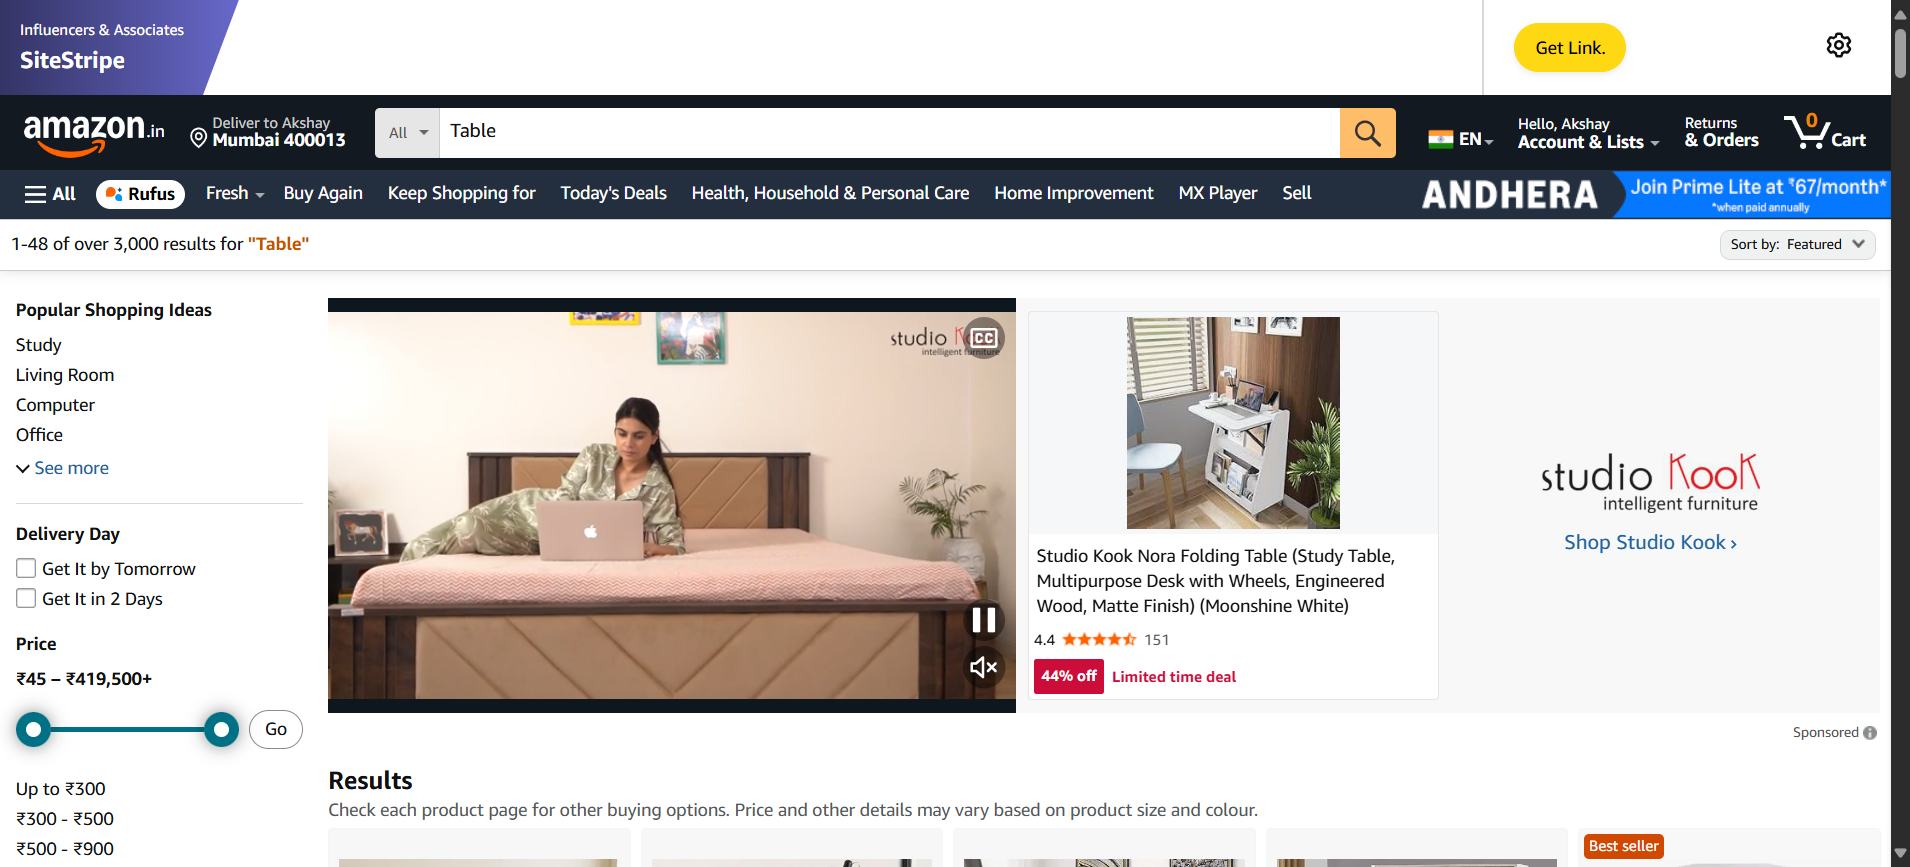 Influencers & Associates
SiteStripe
Get Link.
amazon.in
Deliver to Akshay
Mumbai 400013
All
Table
EN
Hello, Akshay
Account & Lists
Returns
& Orders
0
Cart
All
Rufus
Fresh
Buy Again
Keep Shopping for
Today's Deals
Health, Household & Personal Care
Home Improvement
MX Player
Sell
ANDHERA
Join Prime Lite at ₹67/month*
*when paid annually
1-48 of over 3,000 results for "Table"
Sort by: Featured
Popular Shopping Ideas
Study
Living Room
Computer
Office
See more
Delivery Day
Get It by Tomorrow
Get It in 2 Days
Price
₹45 – ₹419,500+
Go
Up to ₹300
₹300 - ₹500
₹500 - ₹900
studio
intelligent furniture
CC
Studio Kook Nora Folding Table (Study Table,
Multipurpose Desk with Wheels, Engineered
Wood, Matte Finish) (Moonshine White)
4.4
151
44% off
Limited time deal
studio Kook
intelligent furniture
Shop Studio Kook ›
Sponsored
Results
Check each product page for other buying options. Price and other details may vary based on product size and colour.
Best seller